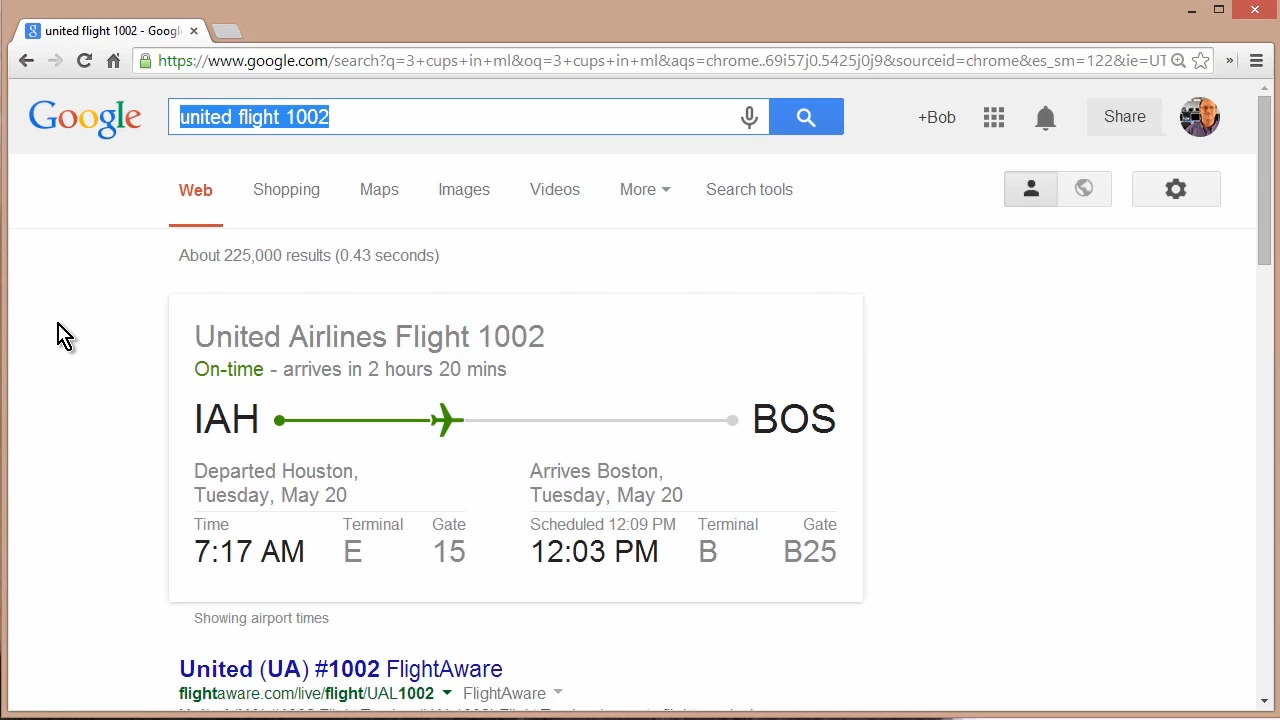 united flight 1002 - Googl
https://www.google.com/search?q=3+cups+in+ml&oq=3+cups+in+ml&aqs=chrome..69i57j0.5425j0j9&sourceid=chrome&es_sm=122&ie=UT
Google united flight 1002 +Bob Share
Web Shopping Maps Images Videos More Search tools
About 225,000 results (0.43 seconds)
United Airlines Flight 1002
On-time - arrives in 2 hours 20 mins
IAH BOS
Departed Houston, Arrives Boston,
Tuesday, May 20 Tuesday, May 20
Time Terminal Gate Scheduled 12:09 PM Terminal Gate
7:17 AM E 15 12:03 PM B B25
Showing airport times
United (UA) #1002 FlightAware
flightaware.com/live/flight/UAL1002 FlightAware